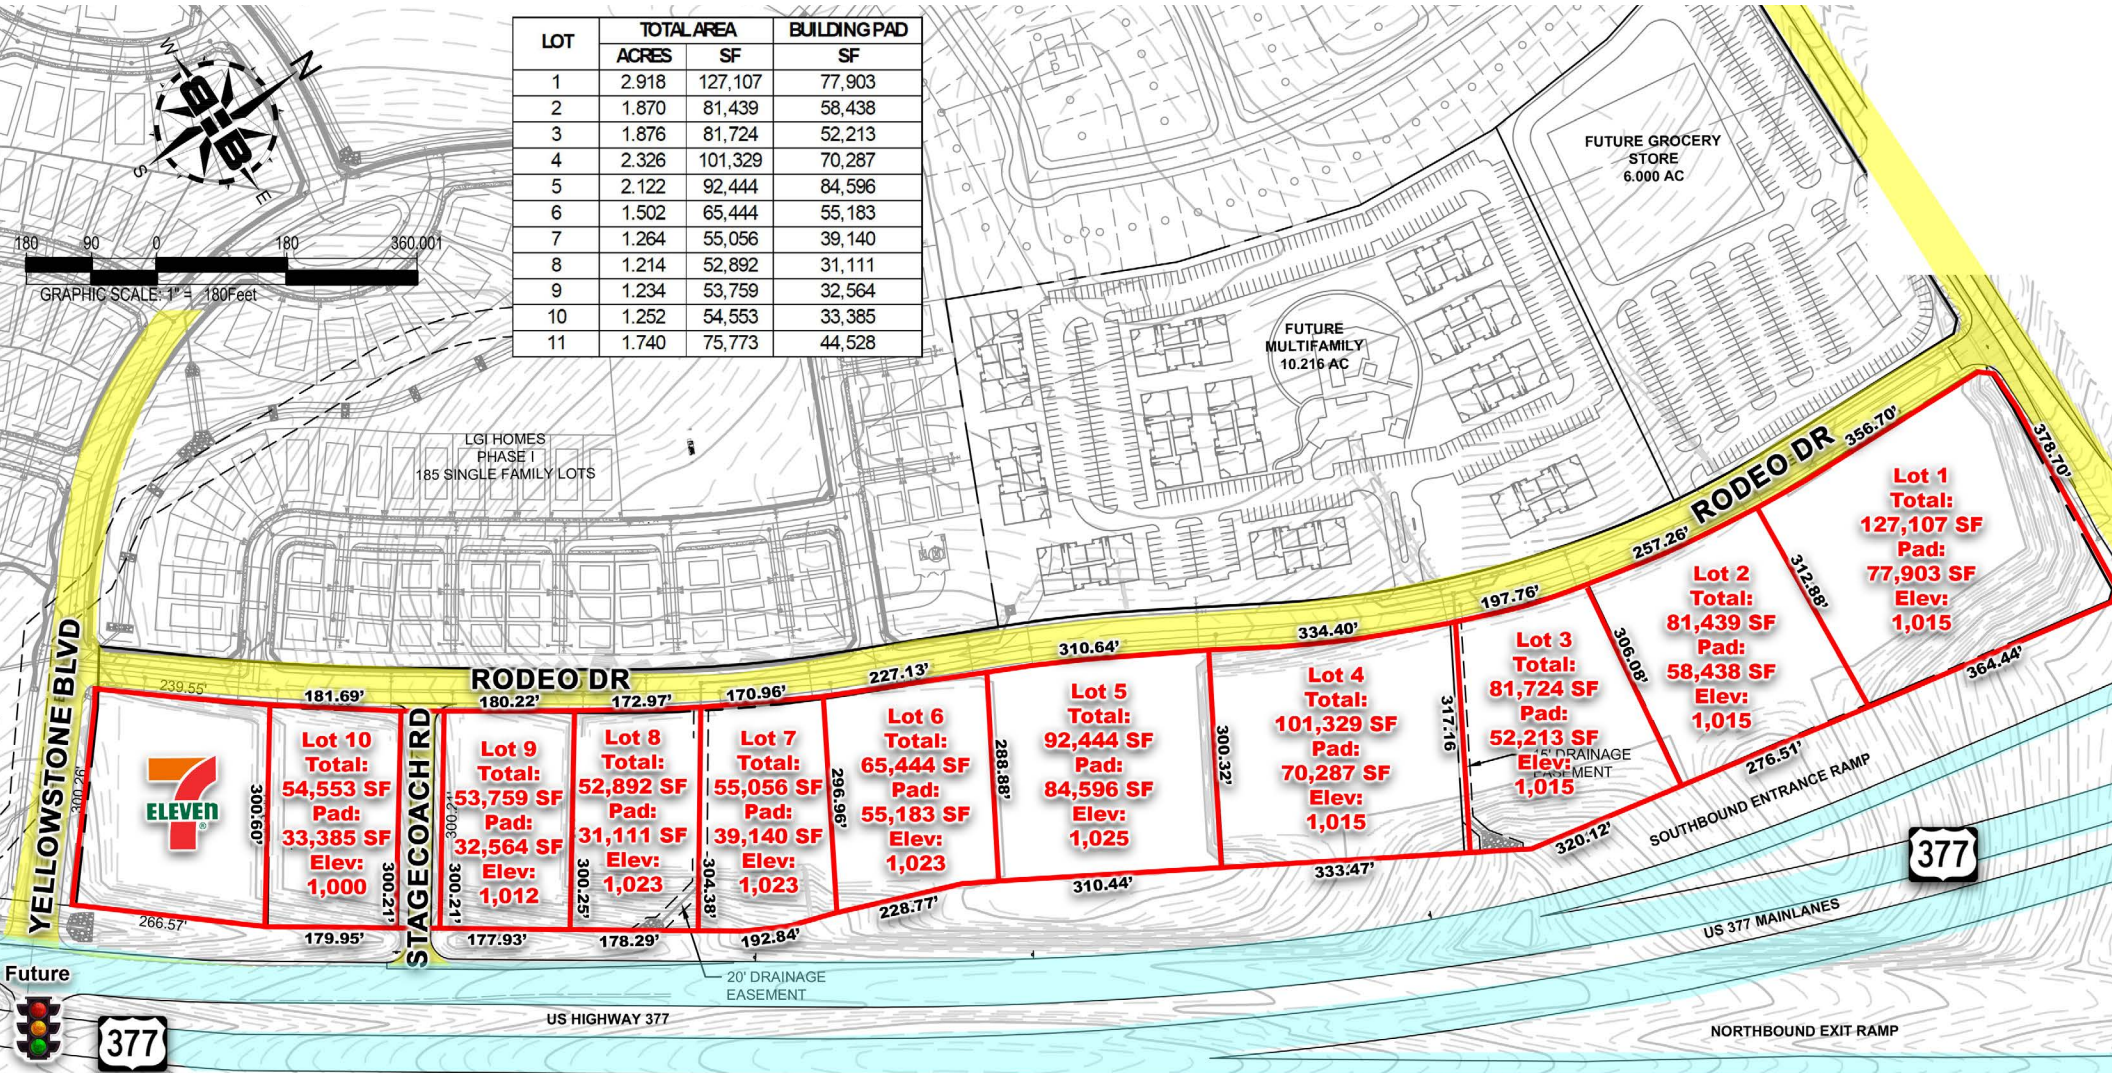 LOT TOTAL AREA BUILDING PAD
ACRES SF SF
1 2.918 127,107 77,903
2 1.870 81,439 58,438
3 1.876 81,724 52,213
4 2.326 101,329 70,287
5 2.122 92,444 84,596
6 1.502 65,444 55,183
7 1.264 55,056 39,140
8 1.214 52,892 31,111
9 1.234 53,759 32,564
10 1.252 54,553 33,385
11 1.740 75,773 44,528
W
N
S
E
BHB
180 90 0 180 360.001
GRAPHIC SCALE: 1" = 180Feet
FUTURE GROCERY
STORE
6.000 AC
FUTURE
MULTIFAMILY
10.216 AC
LGI HOMES
PHASE I
185 SINGLE FAMILY LOTS
YELLOWSTONE BLVD
RODEO DR
RODEO DR
STAGECOACH RD
239.55'
181.69'
180.22'
172.97'
170.96'
227.13'
310.64'
334.40'
197.76'
257.26'
356.70'
378.70'
300.26'
7
ELEVEN
®
300.60'
Lot 10
Total:
54,553 SF
Pad:
33,385 SF
Elev:
1,000
300.21'
300.21'
300.21'
Lot 9
Total:
53,759 SF
Pad:
32,564 SF
Elev:
1,012
300.25'
Lot 8
Total:
52,892 SF
Pad:
31,111 SF
Elev:
1,023
304.38'
Lot 7
Total:
55,056 SF
Pad:
39,140 SF
Elev:
1,023
296.96'
Lot 6
Total:
65,444 SF
Pad:
55,183 SF
Elev:
1,023
288.88'
Lot 5
Total:
92,444 SF
Pad:
84,596 SF
Elev:
1,025
300.32'
Lot 4
Total:
101,329 SF
Pad:
70,287 SF
Elev:
1,015
317.16
Lot 3
Total:
81,724 SF
Pad:
52,213 SF
Elev:
1,015
15' DRAINAGE
EASEMENT
306.08'
Lot 2
Total:
81,439 SF
Pad:
58,438 SF
Elev:
1,015
312.88'
Lot 1
Total:
127,107 SF
Pad:
77,903 SF
Elev:
1,015
266.57'
179.95'
177.93'
178.29'
192.84'
228.77'
310.44'
333.47'
320.12'
276.51'
364.44'
20' DRAINAGE
EASEMENT
SOUTHBOUND ENTRANCE RAMP
377
US 377 MAINLANES
Future
377
US HIGHWAY 377
NORTHBOUND EXIT RAMP